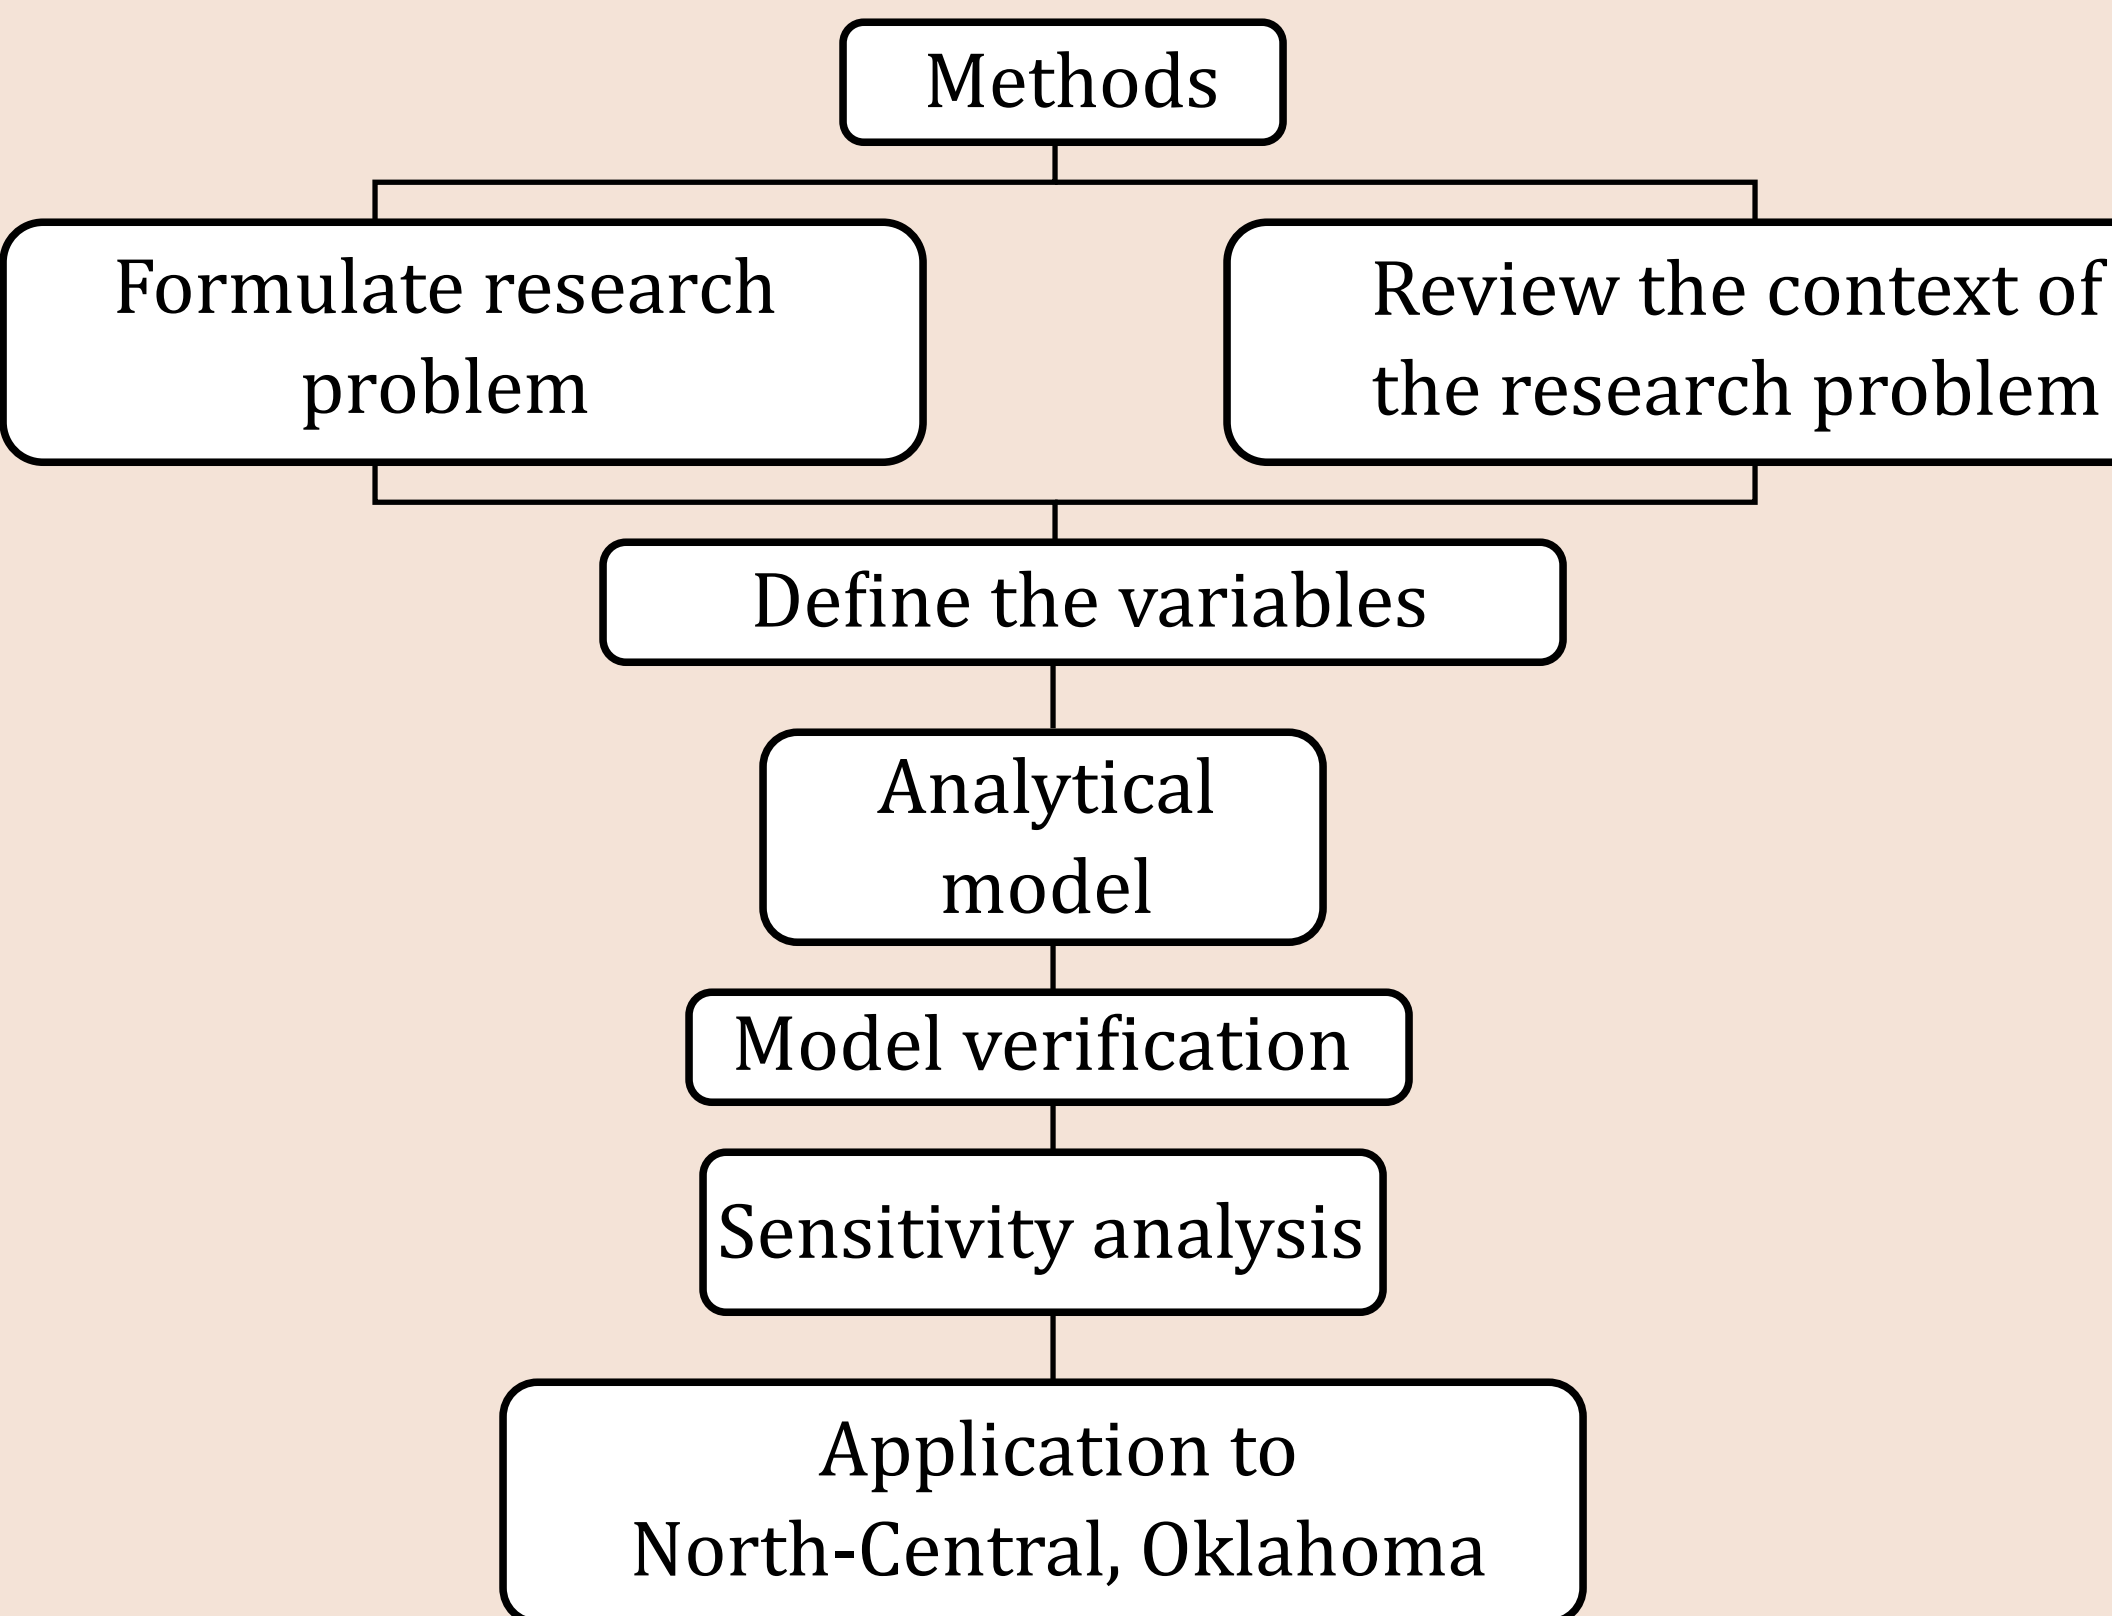 Methods
Formulate research
problem
Review the context of
the research problem
Define the variables
Analytical
model
Model verification
Sensitivity analysis
Application to
North-Central, Oklahoma